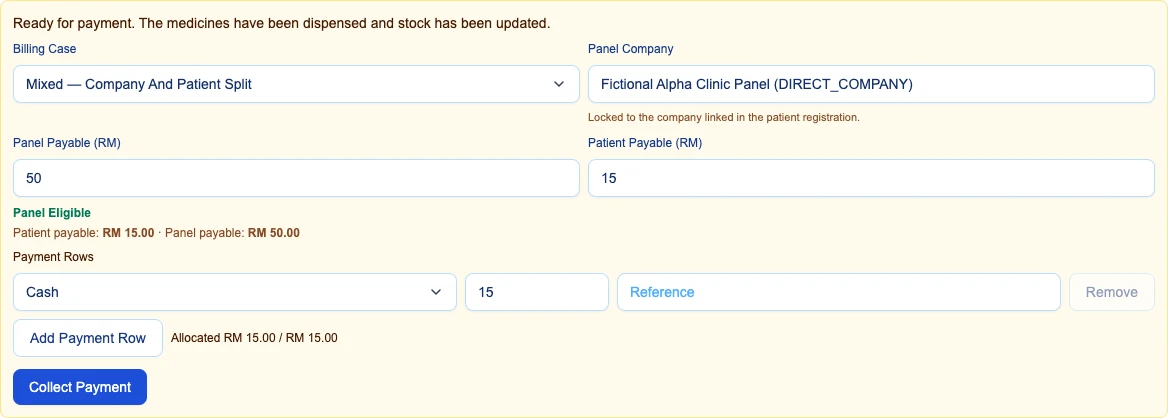 Ready for payment. The medicines have been dispensed and stock has been updated.
Billing Case
Panel Company
Mixed — Company And Patient Split
Fictional Alpha Clinic Panel (DIRECT_COMPANY)
Locked to the company linked in the patient registration.
Panel Payable (RM)
Patient Payable (RM)
50
15
Panel Eligible
Patient payable: RM 15.00 · Panel payable: RM 50.00
Payment Rows
Cash
15
Reference
Remove
Add Payment Row
Allocated RM 15.00 / RM 15.00
Collect Payment